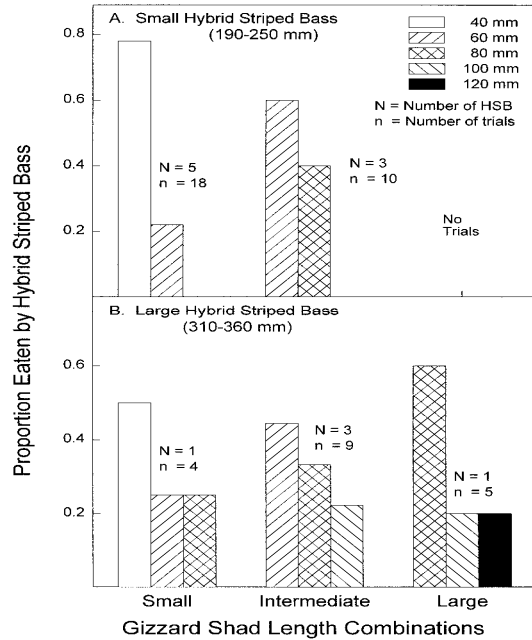 A. Small Hybrid Striped Bass
(190-250 mm)
40 mm
60 mm
80 mm
100 mm
120 mm
N = Number of HSB
n = Number of trials
0.8
0.6
0.4
0.2
N = 5
n = 18
N = 3
n = 10
No
Trials
Proportion Eaten by Hybrid Striped Bass
B. Large Hybrid Striped Bass
(310-360 mm)
0.6
0.4
0.2
N = 1
n = 4
N = 3
n = 9
N = 1
n = 5
Small
Intermediate
Large
Gizzard Shad Length Combinations